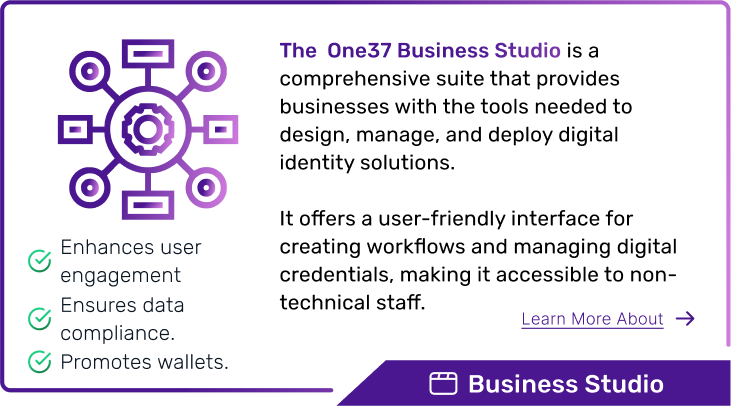 The One37 Business Studio is a
comprehensive suite that provides
businesses with the tools needed to
design, manage, and deploy digital
identity solutions.
It offers a user-friendly interface for
creating workflows and managing digital
credentials, making it accessible to non-
technical staff.
Learn More About
Enhances user
engagement
Ensures data
compliance.
Promotes wallets.
Business Studio